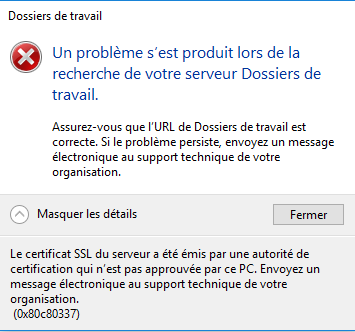 Dossiers de travail
Un problème s'est produit lors de la
recherche de votre serveur Dossiers de
travail.
Assurez-vous que l'URL de Dossiers de travail est
correcte. Si le problème persiste, envoyez un message
électronique au support technique de votre
organisation.
Masquer les détails
Fermer
Le certificat SSL du serveur a été émis par une autorité de
certification qui n'est pas approuvée par ce PC. Envoyez un
message électronique au support technique de votre
organisation.
(0x80c80337)